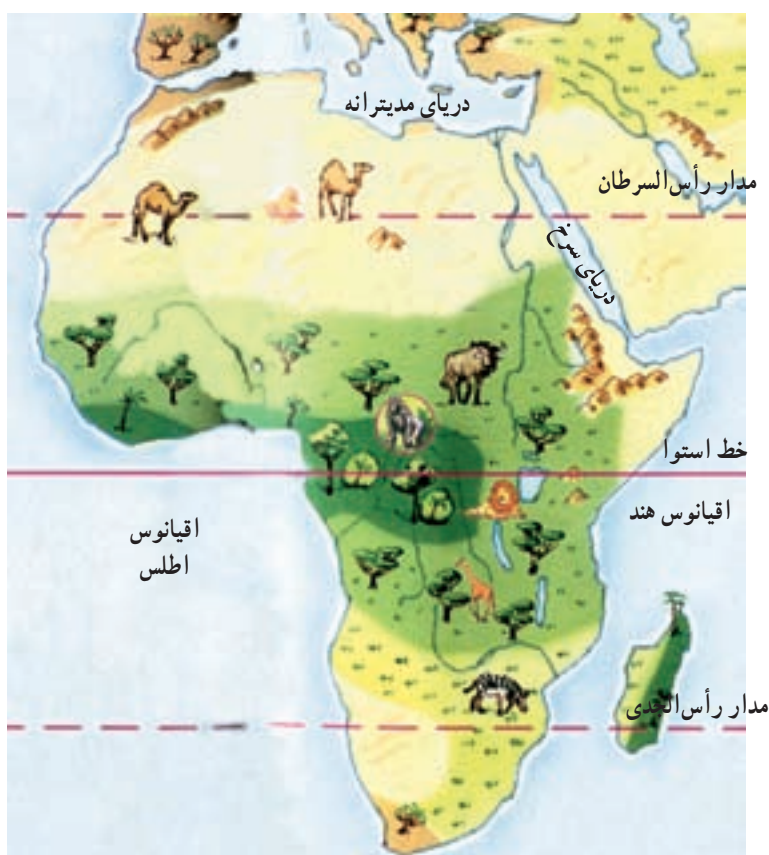 دریای مدیترانه
مدار رأس‌السرطان
دریای سرخ
خط استوا
اقیانوس هند
اقیانوس
اطلس
مدار رأس‌الجدی